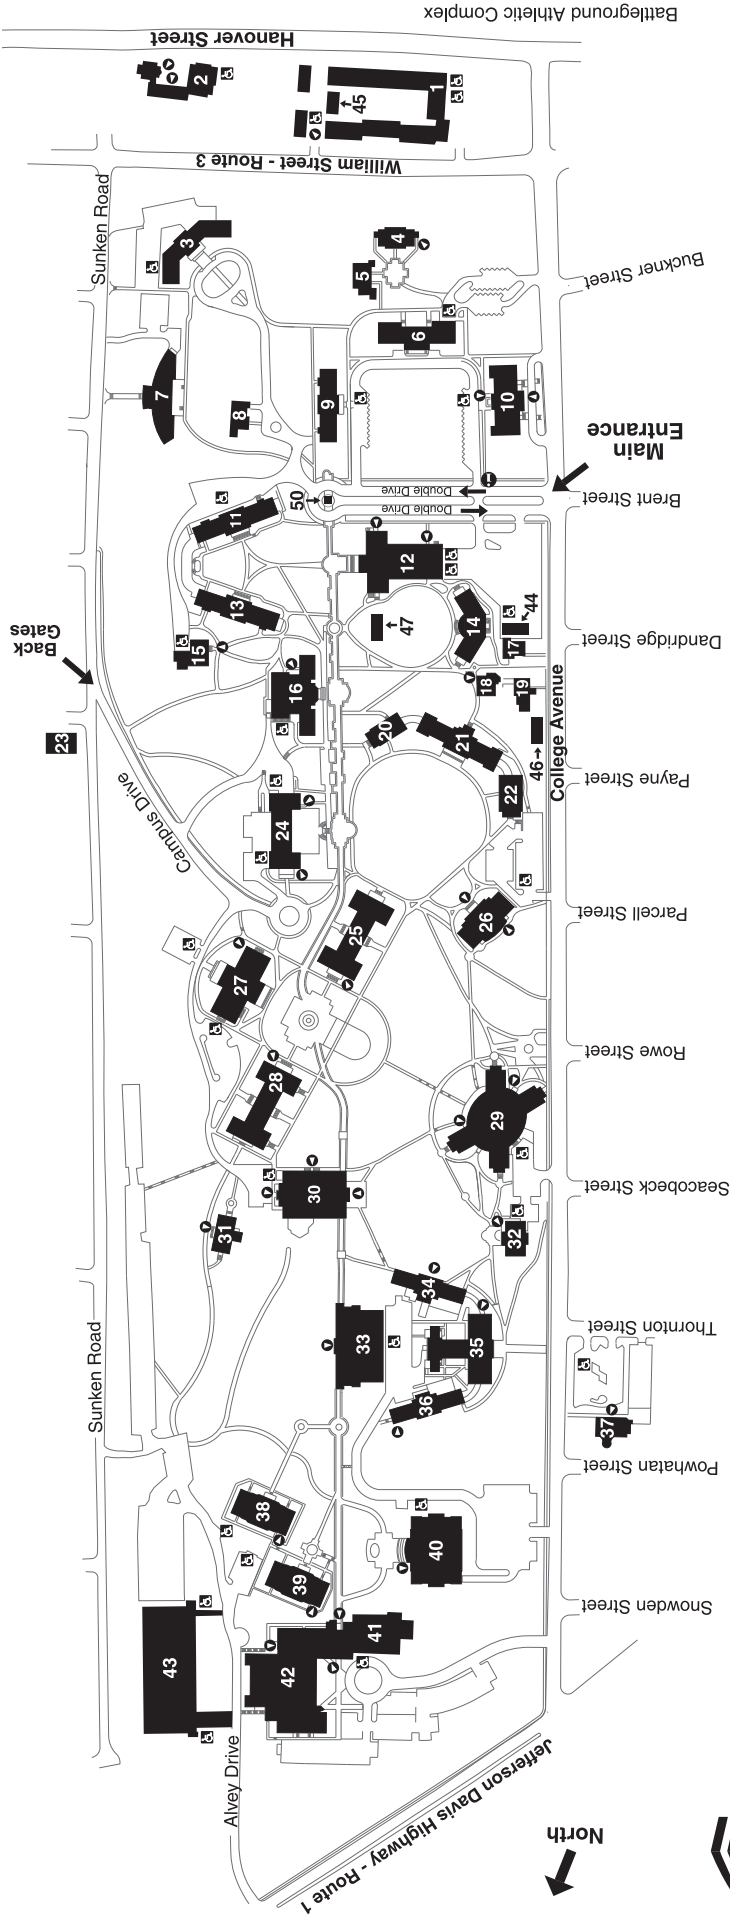 Battleground Athletic Complex
Hanover Street
2
1
45
William Street - Route 3
Sunken Road
3
4
5
Buckner Street
6
7
8
9
10
Main
Entrance
Double Drive
Double Drive
50
11
Brent Street
12
13
47
14
44
15
17
Dandridge Street
Back
Gates
16
18
19
20
21
46
College Avenue
23
22
Payne Street
Campus Drive
24
25
26
Parcell Street
27
28
Rowe Street
29
30
31
32
Seacobeck Street
33
34
35
36
Thornton Street
37
Sunken Road
Powhatan Street
38
39
40
Snowden Street
41
42
43
Alvey Drive
Jefferson Davis Highway - Route 1
North